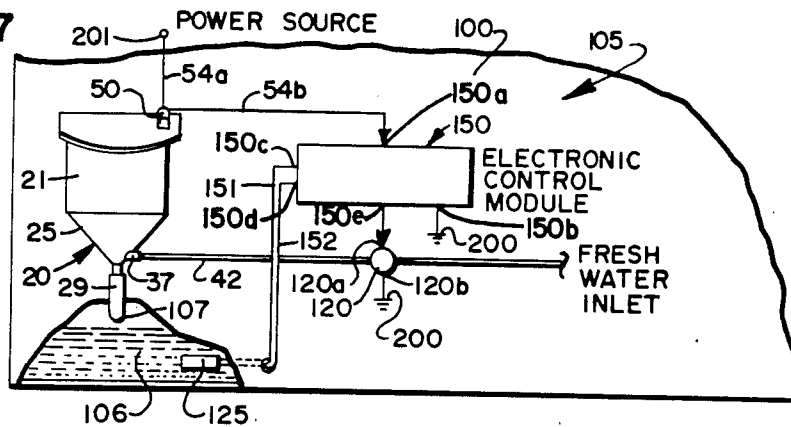 7
POWER SOURCE
201
100
105
54a
50
54b
150a
150
150c
21
151
ELECTRONIC
CONTROL
MODULE
150d
150e
150b
25
152
200
20
37
42
120a
120
120b
FRESH
WATER
INLET
29
107
200
106
125